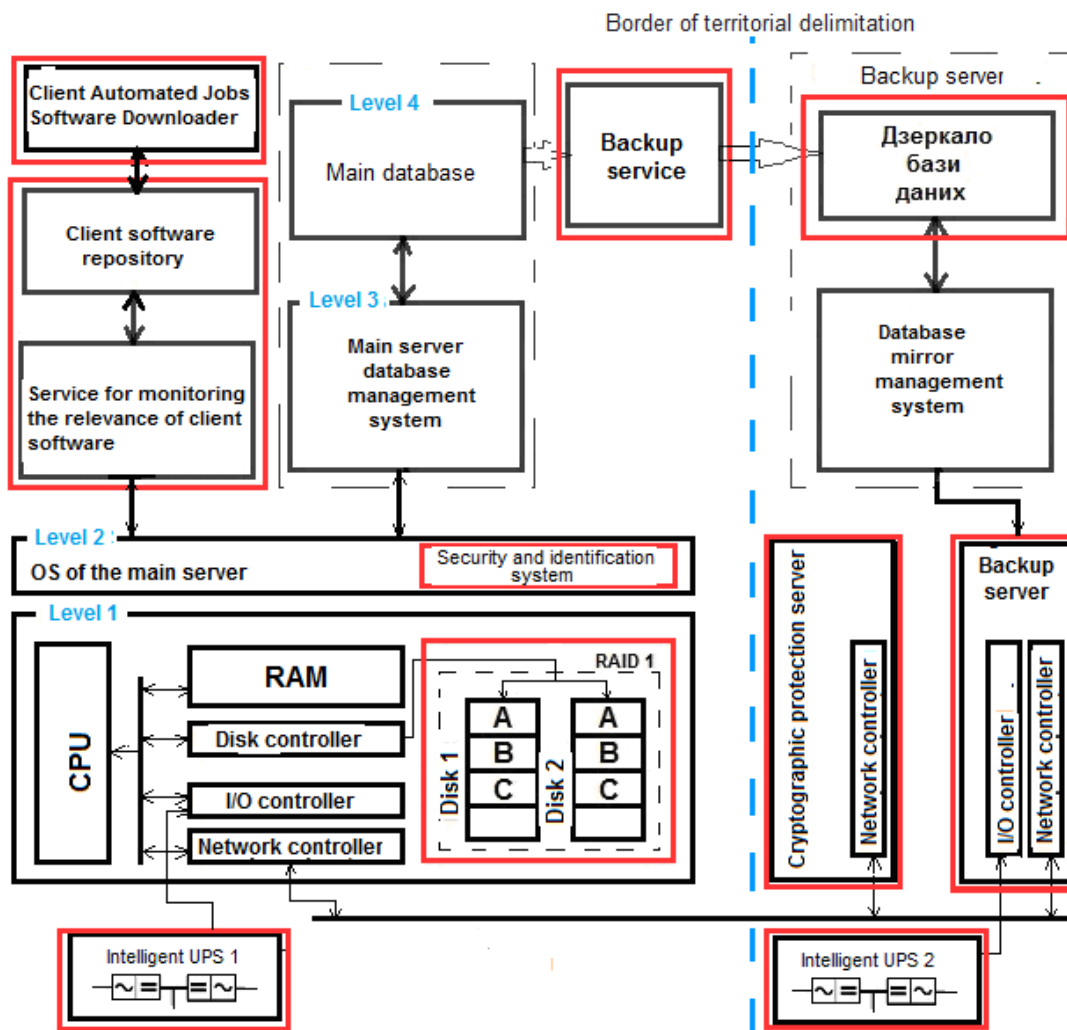 Border of territorial delimitation
Client Automated Jobs
Software Downloader
Client software
repository
Service for monitoring
the relevance of client
software
Level 4
Main database
Level 3
Main server
database
management
system
Backup
service
Backup server
Дзеркало
бази
даних
Database
mirror
management
system
Level 2
OS of the main server
Security and identification
system
Level 1
CPU
RAM
Disk controller
I/O controller
Network controller
RAID 1
Disk 1
A
B
C
Disk 2
A
B
C
Cryptographic protection server
Network controller
Backup
server
I/O controller
Network controller
Intelligent UPS 1
~ = = ~
Intelligent UPS 2
~ = = ~